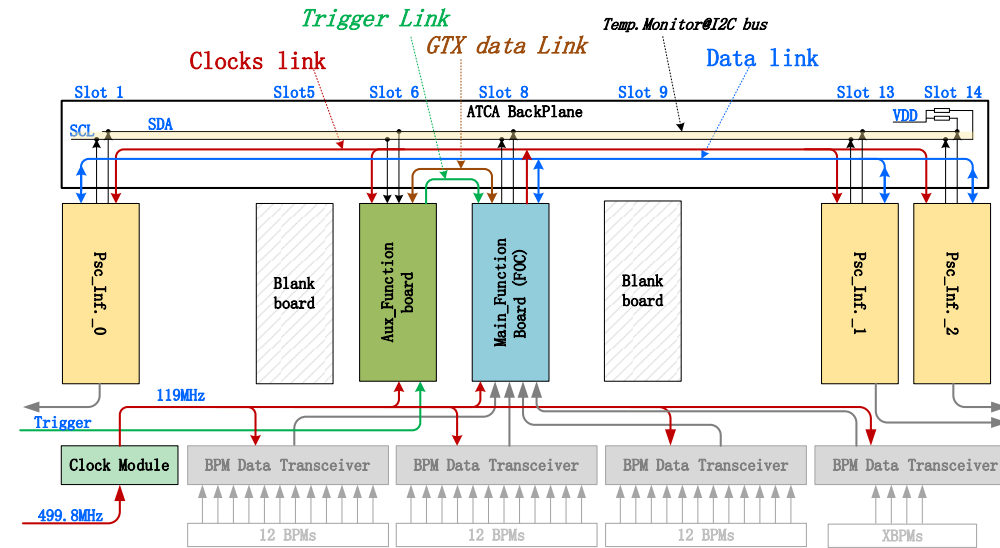 Trigger Link
GTX data Link
Temp.Monitor@I2C bus
Clocks link
Data link
Slot 1
Slot5
Slot 6
Slot 8
Slot 9
Slot 13
Slot 14
ATCA BackPlane
VDD
SCL
SDA
Psc_Inf._0
Blank
board
Aux_Function
board
Main_Function
Board (FOC)
Blank
board
Psc_Inf._1
Psc_Inf._2
119MHz
Trigger
Clock Module
BPM Data Transceiver
BPM Data Transceiver
BPM Data Transceiver
BPM Data Transceiver
499.8MHz
12 BPMs
12 BPMs
12 BPMs
XBPMs